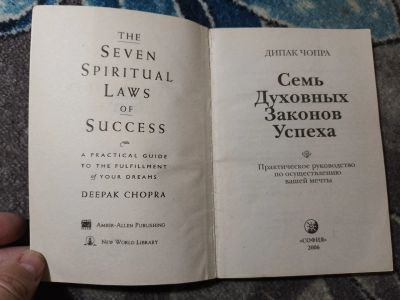 THE
SEVEN
SPIRITUAL
LAWS
OF
SUCCESS
A PRACTICAL GUIDE
TO THE FULFILLMENT
of YOUR DREAMS
DEEPAK CHOPRA
AMBER-ALLEN PUBLISHING
NEW WORLD LIBRARY
ДИПАК ЧОПРА
Семь
Духовных
Законов
Успеха
Практическое руководство
по осуществлению
вашей мечты
«СОФИЯ»
2006